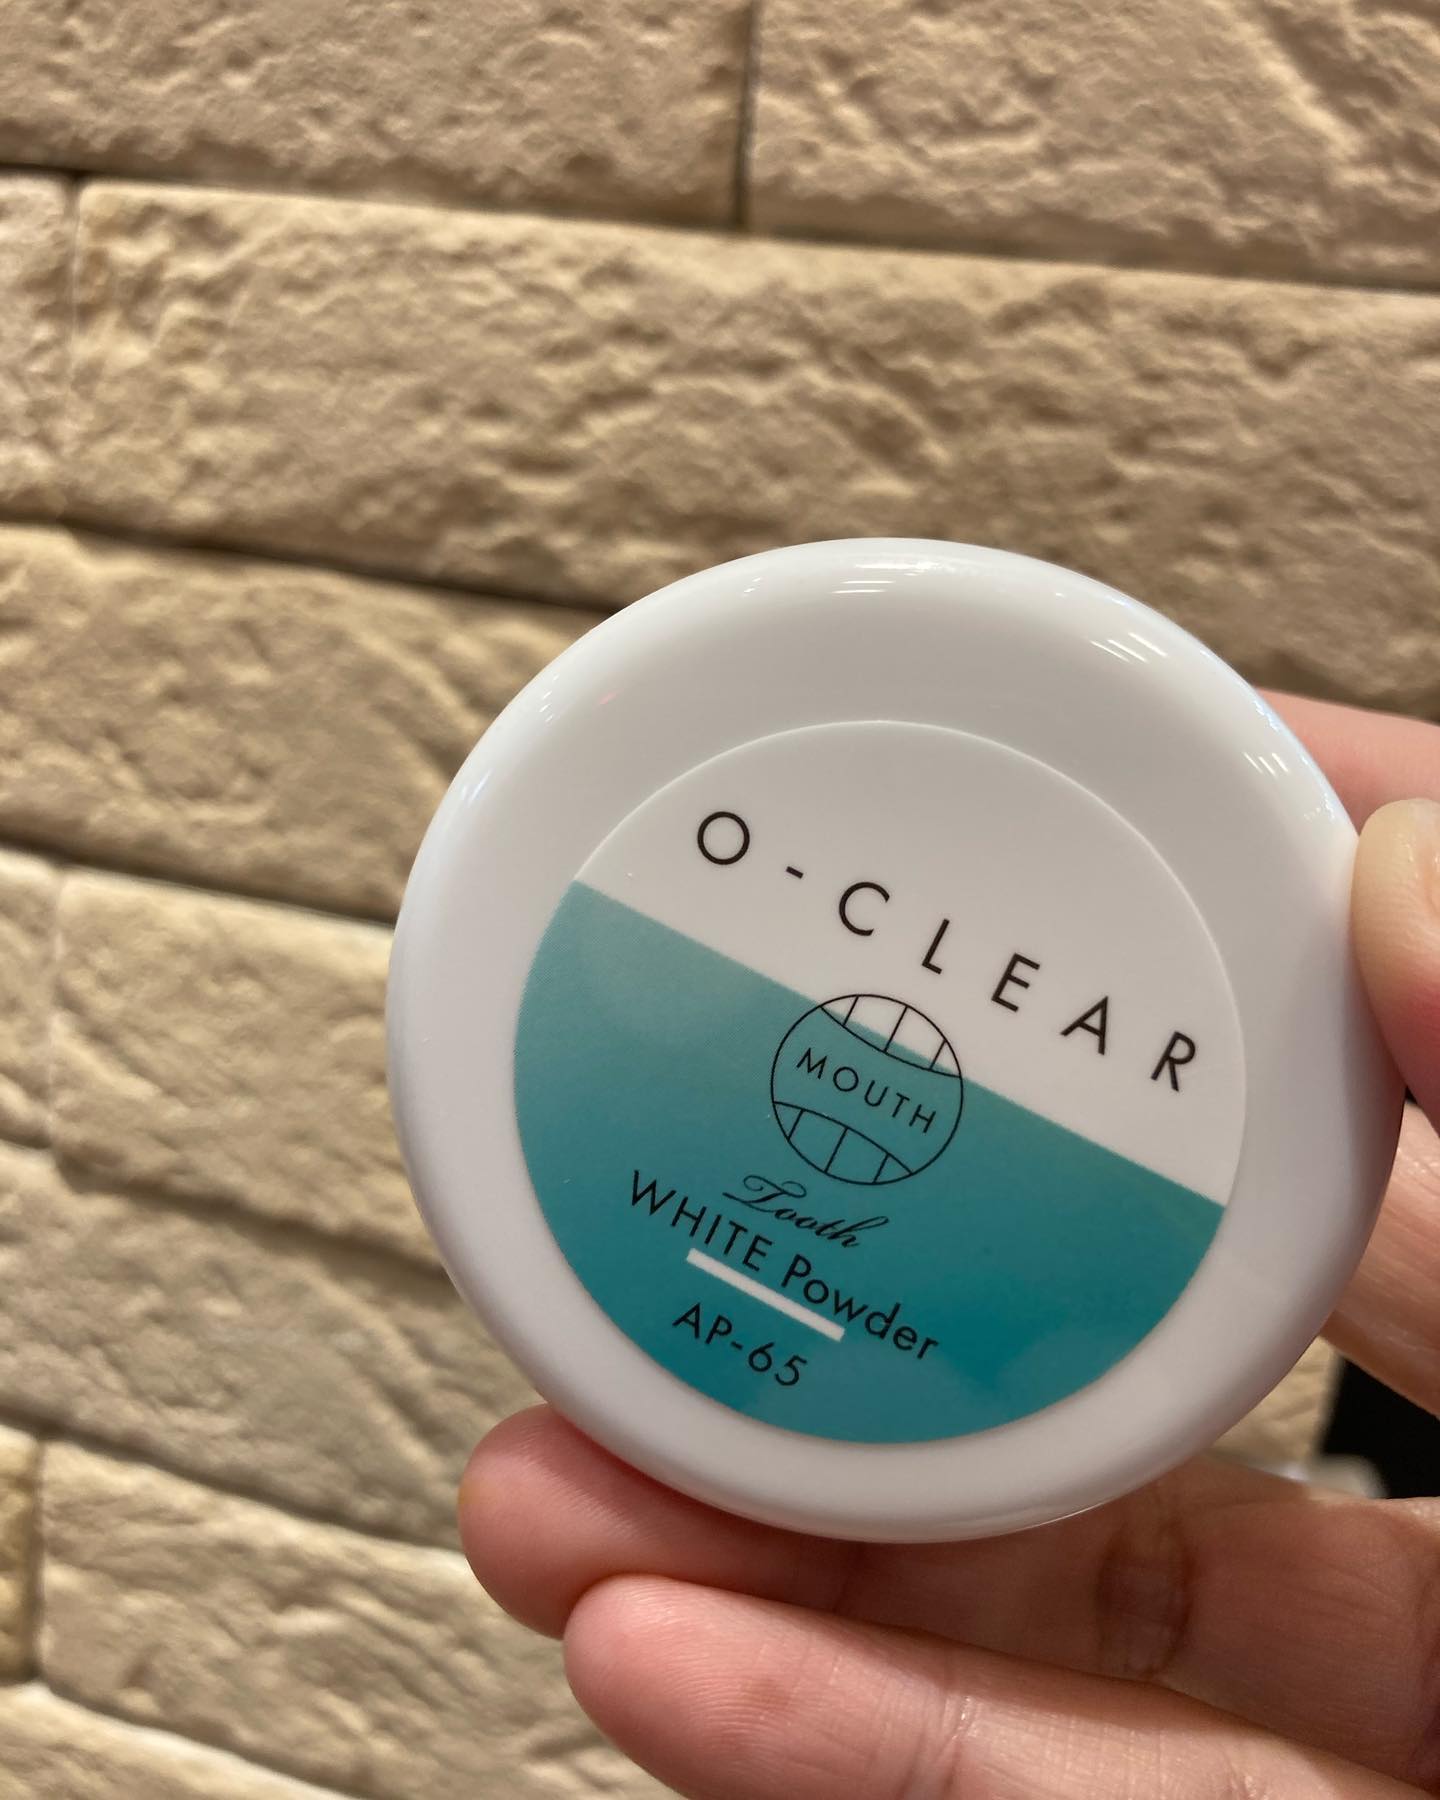 O-CLEAR
MOUTH
Tooth
WHITE Powder
AP-65